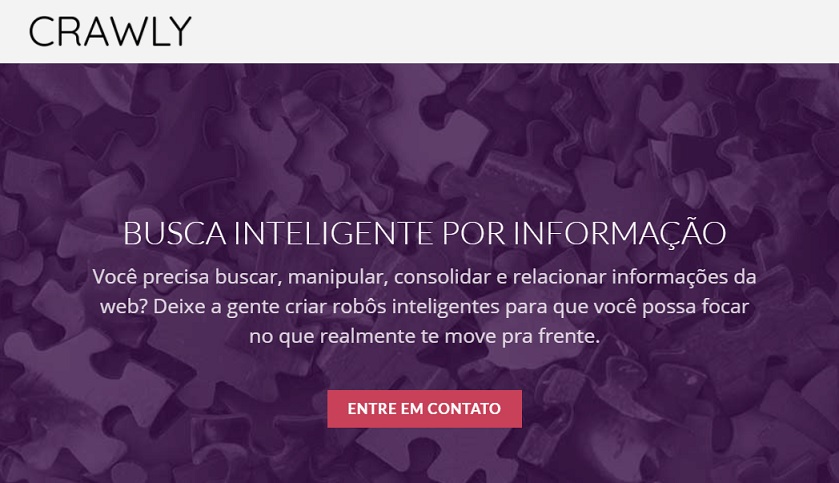 CRAWLY
BUSCA INTELIGENTE POR INFORMAÇÃO
Você precisa buscar, manipular, consolidar e relacionar informações da
web? Deixe a gente criar robôs inteligentes para que você possa focar
no que realmente te move pra frente.
ENTRE EM CONTATO